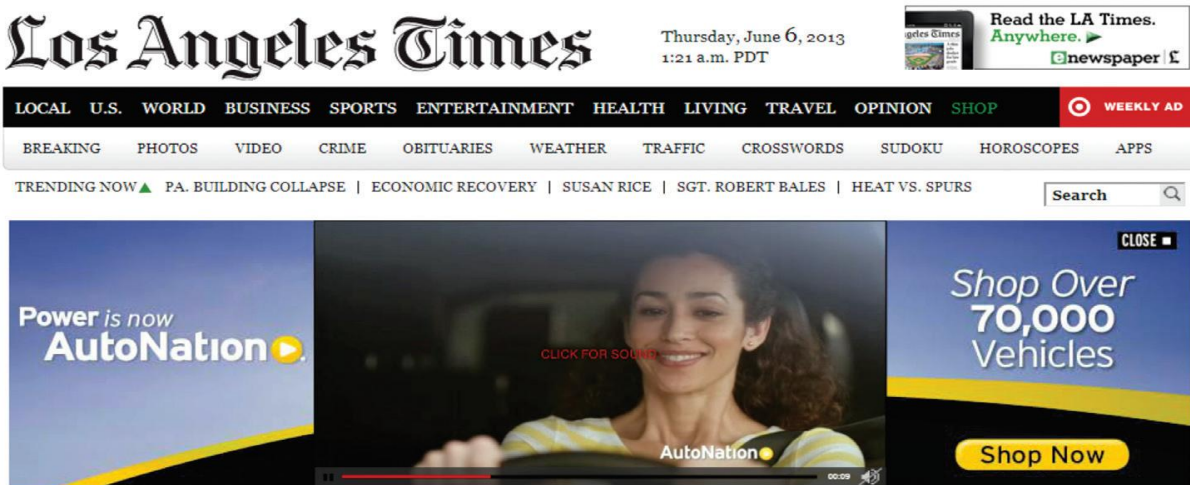 Los Angeles Times
Thursday, June 6, 2013
1:21 a.m. PDT
geles Times
Read the LA Times.
Anywhere.
enewspaper | £
LOCAL U.S. WORLD BUSINESS SPORTS ENTERTAINMENT HEALTH LIVING TRAVEL OPINION SHOP WEEKLY AD
BREAKING PHOTOS VIDEO CRIME OBITUARIES WEATHER TRAFFIC CROSSWORDS SUDOKU HOROSCOPES APPS
TRENDING NOW▲ PA. BUILDING COLLAPSE | ECONOMIC RECOVERY | SUSAN RICE | SGT. ROBERT BALES | HEAT VS. SPURS
Search
Power is now
AutoNation.
CLICK FOR SOUND
AutoNation
00:09
CLOSE
Shop Over
70,000
Vehicles
Shop Now